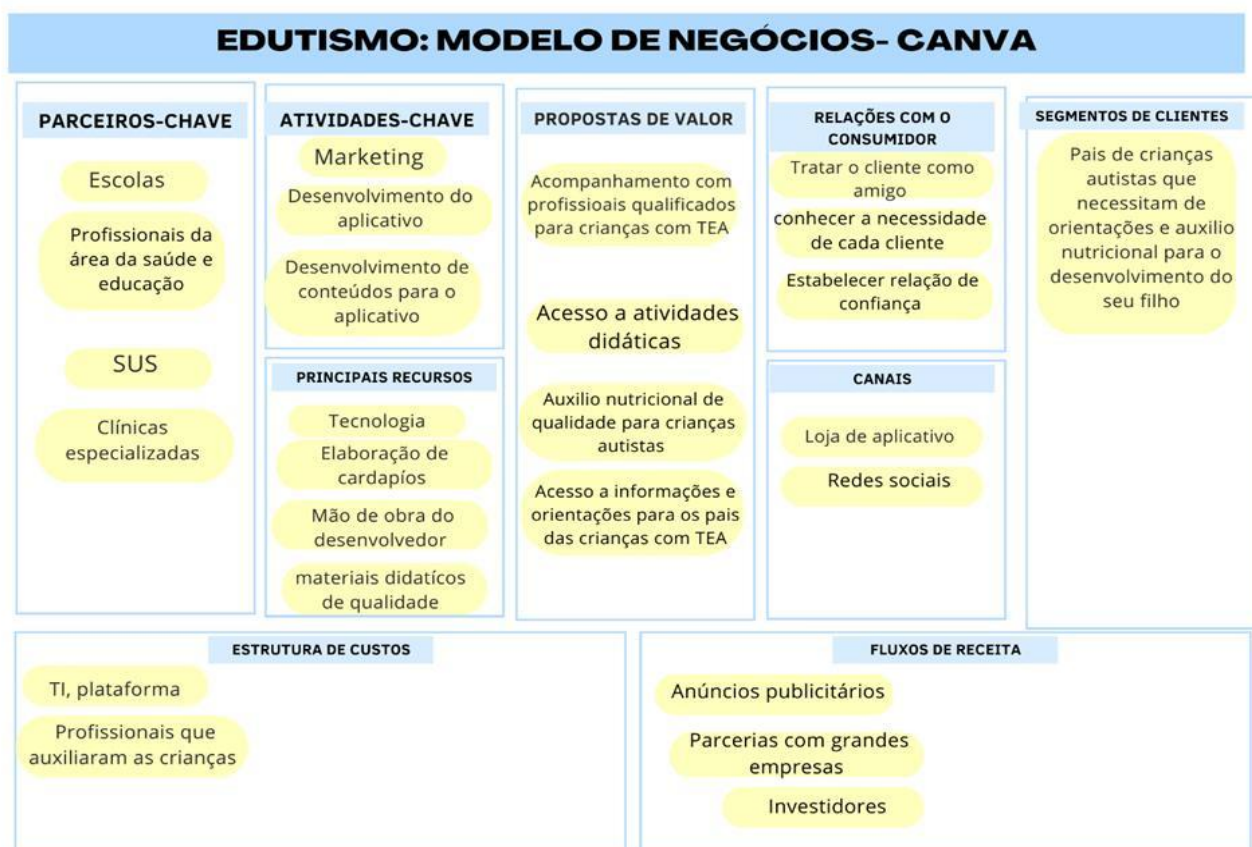 EDUTISMO: MODELO DE NEGÓCIOS- CANVA
PARCEIROS-CHAVE
Escolas
Profissionais da
área da saúde e
educação
SUS
Clínicas
especializadas
ATIVIDADES-CHAVE
Marketing
Desenvolvimento do
aplicativo
Desenvolvimento de
conteúdos para o
aplicativo
PRINCIPAIS RECURSOS
Tecnologia
Elaboração de
cardapíos
Mão de obra do
desenvolvedor
materiais didatícos
de qualidade
PROPOSTAS DE VALOR
Acompanhamento com
profissioais qualificados
para crianças com TEA
Acesso a atividades
didáticas
Auxilio nutricional de
qualidade para crianças
autistas
Acesso a informações e
orientações para os pais
das crianças com TEA
RELAÇÕES COM O
CONSUMIDOR
Tratar o cliente como
amigo
conhecer a necessidade
de cada cliente
Estabelecer relação de
confiança
CANAIS
Loja de aplicativo
Redes sociais
SEGMENTOS DE CLIENTES
Pais de crianças
autistas que
necessitam de
orientações e auxilio
nutricional para o
desenvolvimento do
seu filho
ESTRUTURA DE CUSTOS
TI, plataforma
Profissionais que
auxiliaram as crianças
FLUXOS DE RECEITA
Anúncios publicitários
Parcerias com grandes
empresas
Investidores